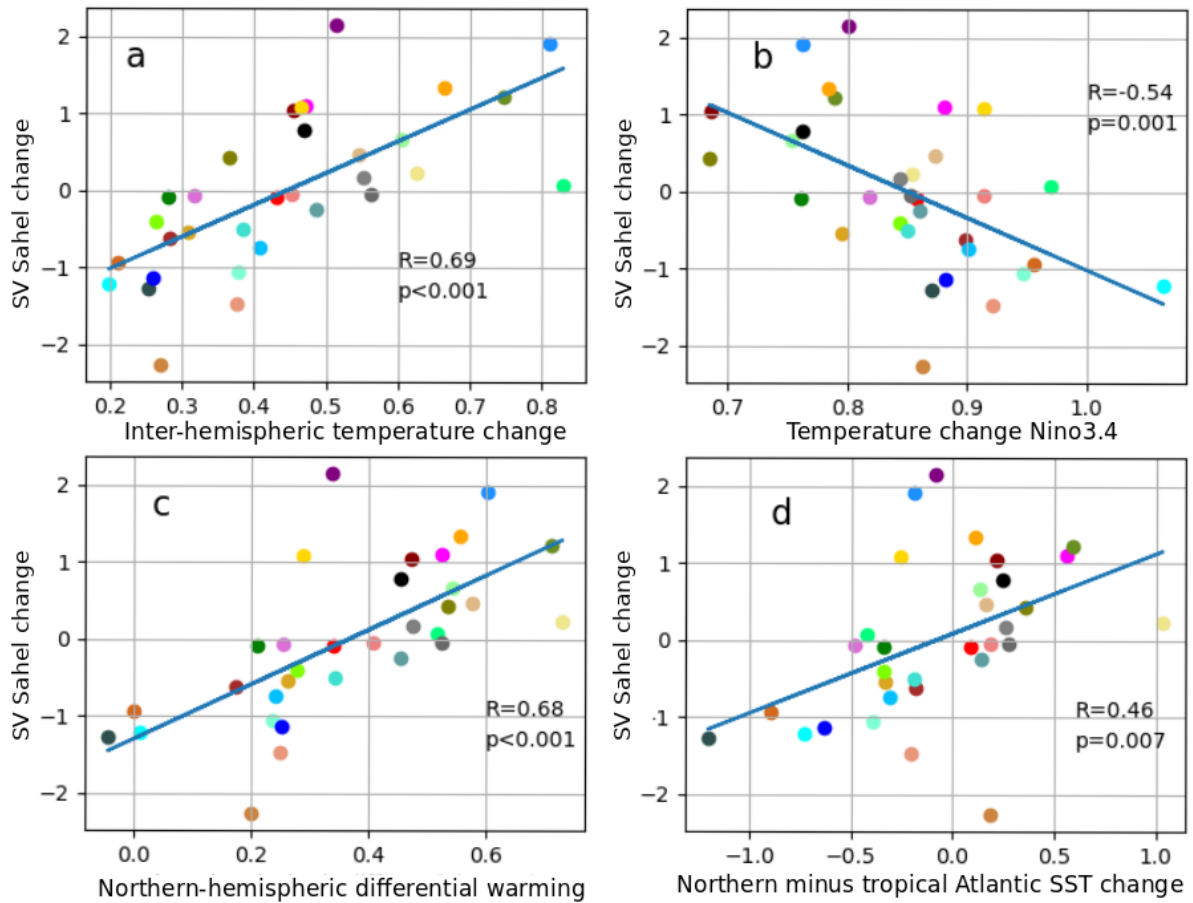 a
R=0.69
p<0.001
2
1
0
−1
−2
SV Sahel change
0.2 0.3 0.4 0.5 0.6 0.7 0.8
Inter-hemispheric temperature change
b
R=-0.54
p=0.001
2
1
0
−1
−2
SV Sahel change
0.7 0.8 0.9 1.0
Temperature change Nino3.4
c
R=0.68
p<0.001
2
1
0
−1
−2
SV Sahel change
0.0 0.2 0.4 0.6
Northern-hemispheric differential warming
d
R=0.46
p=0.007
2
1
0
-1
−2
SV Sahel change
−1.0 −0.5 0.0 0.5 1.0
Northern minus tropical Atlantic SST change